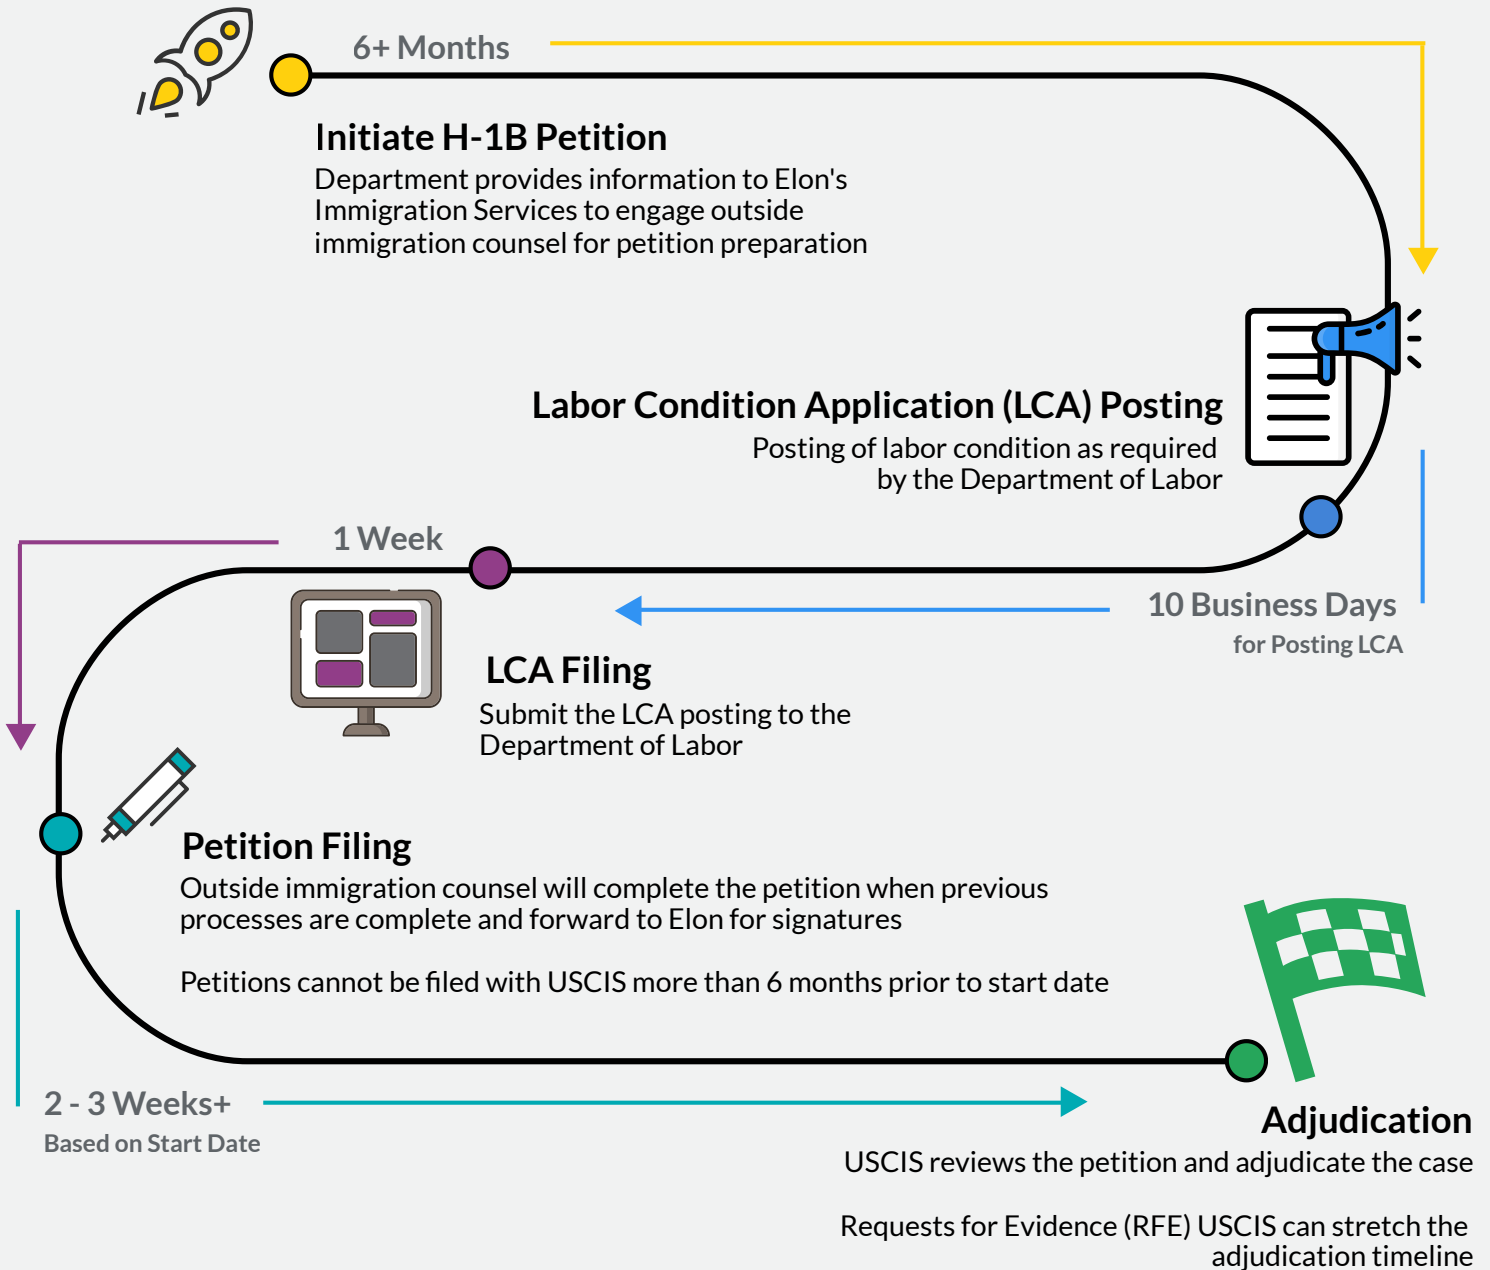 6+ Months
Initiate H-1B Petition
Department provides information to Elon's
Immigration Services to engage outside
immigration counsel for petition preparation
Labor Condition Application (LCA) Posting
Posting of labor condition as required
by the Department of Labor
1 Week
10 Business Days
for Posting LCA
LCA Filing
Submit the LCA posting to the
Department of Labor
Petition Filing
Outside immigration counsel will complete the petition when previous
processes are complete and forward to Elon for signatures
Petitions cannot be filed with USCIS more than 6 months prior to start date
2 - 3 Weeks+
Based on Start Date
Adjudication
USCIS reviews the petition and adjudicate the case
Requests for Evidence (RFE) USCIS can stretch the
adjudication timeline